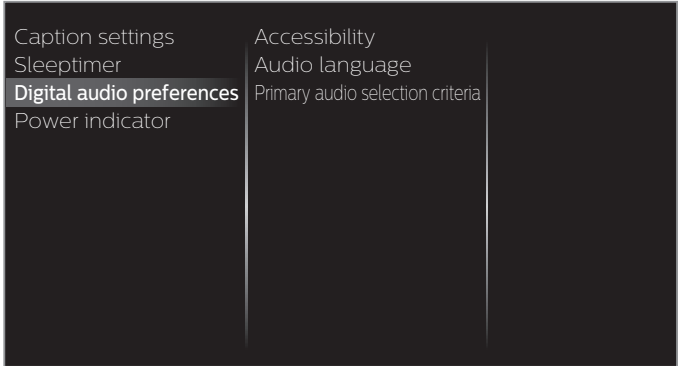 Caption settings
Sleeptimer
Digital audio preferences
Power indicator
Accessibility
Audio language
Primary audio selection criteria